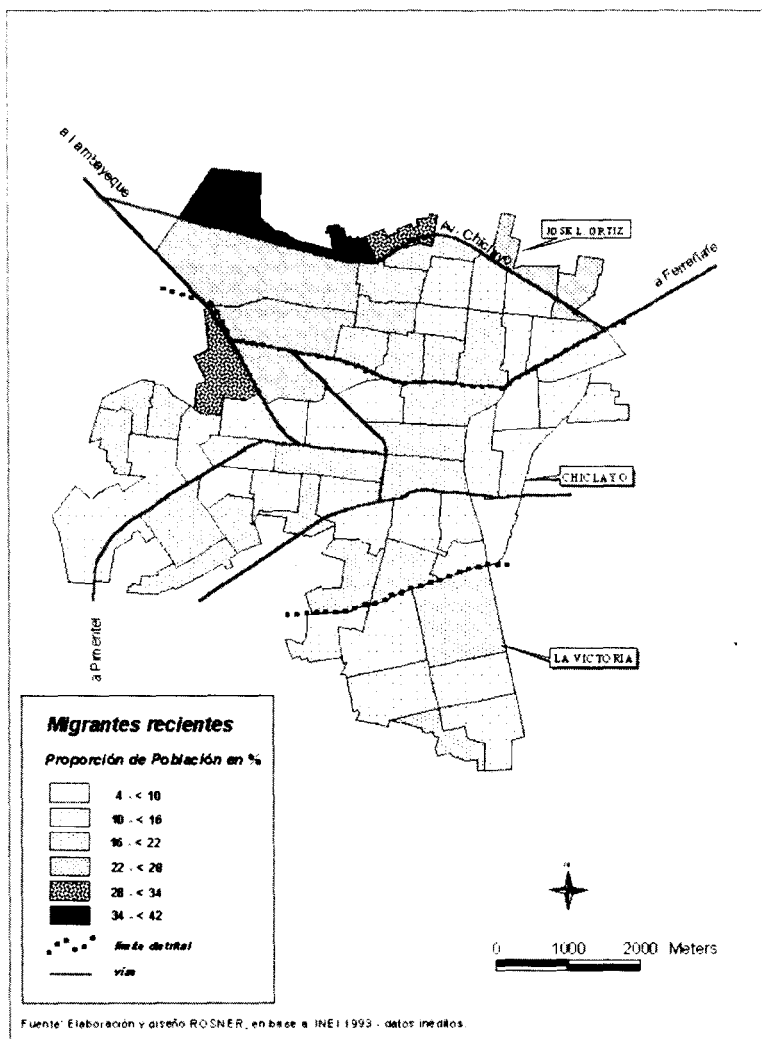 a Lambayeque
Av. Chiclayo
JOSE L. ORTIZ
a Ferreñafe
CHICLAYO
LA VICTORIA
a Pimentel
Migrantes recientes
Proporción de Población en %
4 - < 10
10 - < 16
16 - < 22
22 - < 28
28 - < 34
34 - < 42
límite distrital
vías
0 1000 2000 Meters
Fuente: Elaboración y diseño ROSNER, en base a INEI 1993 - datos inéditos.